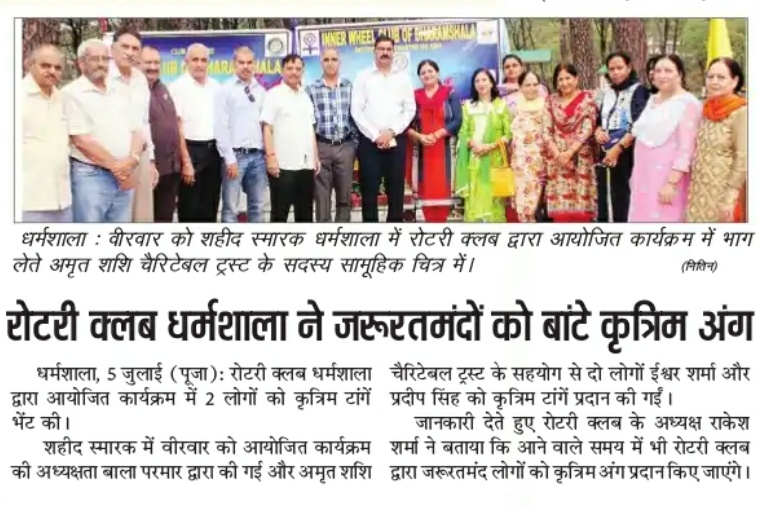 INNER WHEEL CLUB OF DHARAMSHALA
धर्मशाला : वीरवार को शहीद स्मारक धर्मशाला में रोटरी क्लब द्वारा आयोजित कार्यक्रम में भाग
लेते अमृत शशि चैरिटेबल ट्रस्ट के सदस्य सामूहिक चित्र में। (नितिन)
रोटरी क्लब धर्मशाला ने जरूरतमंदों को बांटे कृत्रिम अंग
धर्मशाला, 5 जुलाई (पूजा): रोटरी क्लब धर्मशाला
द्वारा आयोजित कार्यक्रम में 2 लोगों को कृत्रिम टांगें
भेंट की।
शहीद स्मारक में वीरवार को आयोजित कार्यक्रम
की अध्यक्षता बाला परमार द्वारा की गई और अमृत शशि
चैरिटेबल ट्रस्ट के सहयोग से दो लोगों ईश्वर शर्मा और
प्रदीप सिंह को कृत्रिम टांगें प्रदान की गईं।
जानकारी देते हुए रोटरी क्लब के अध्यक्ष राकेश
शर्मा ने बताया कि आने वाले समय में भी रोटरी क्लब
द्वारा जरूरतमंद लोगों को कृत्रिम अंग प्रदान किए जाएंगे।